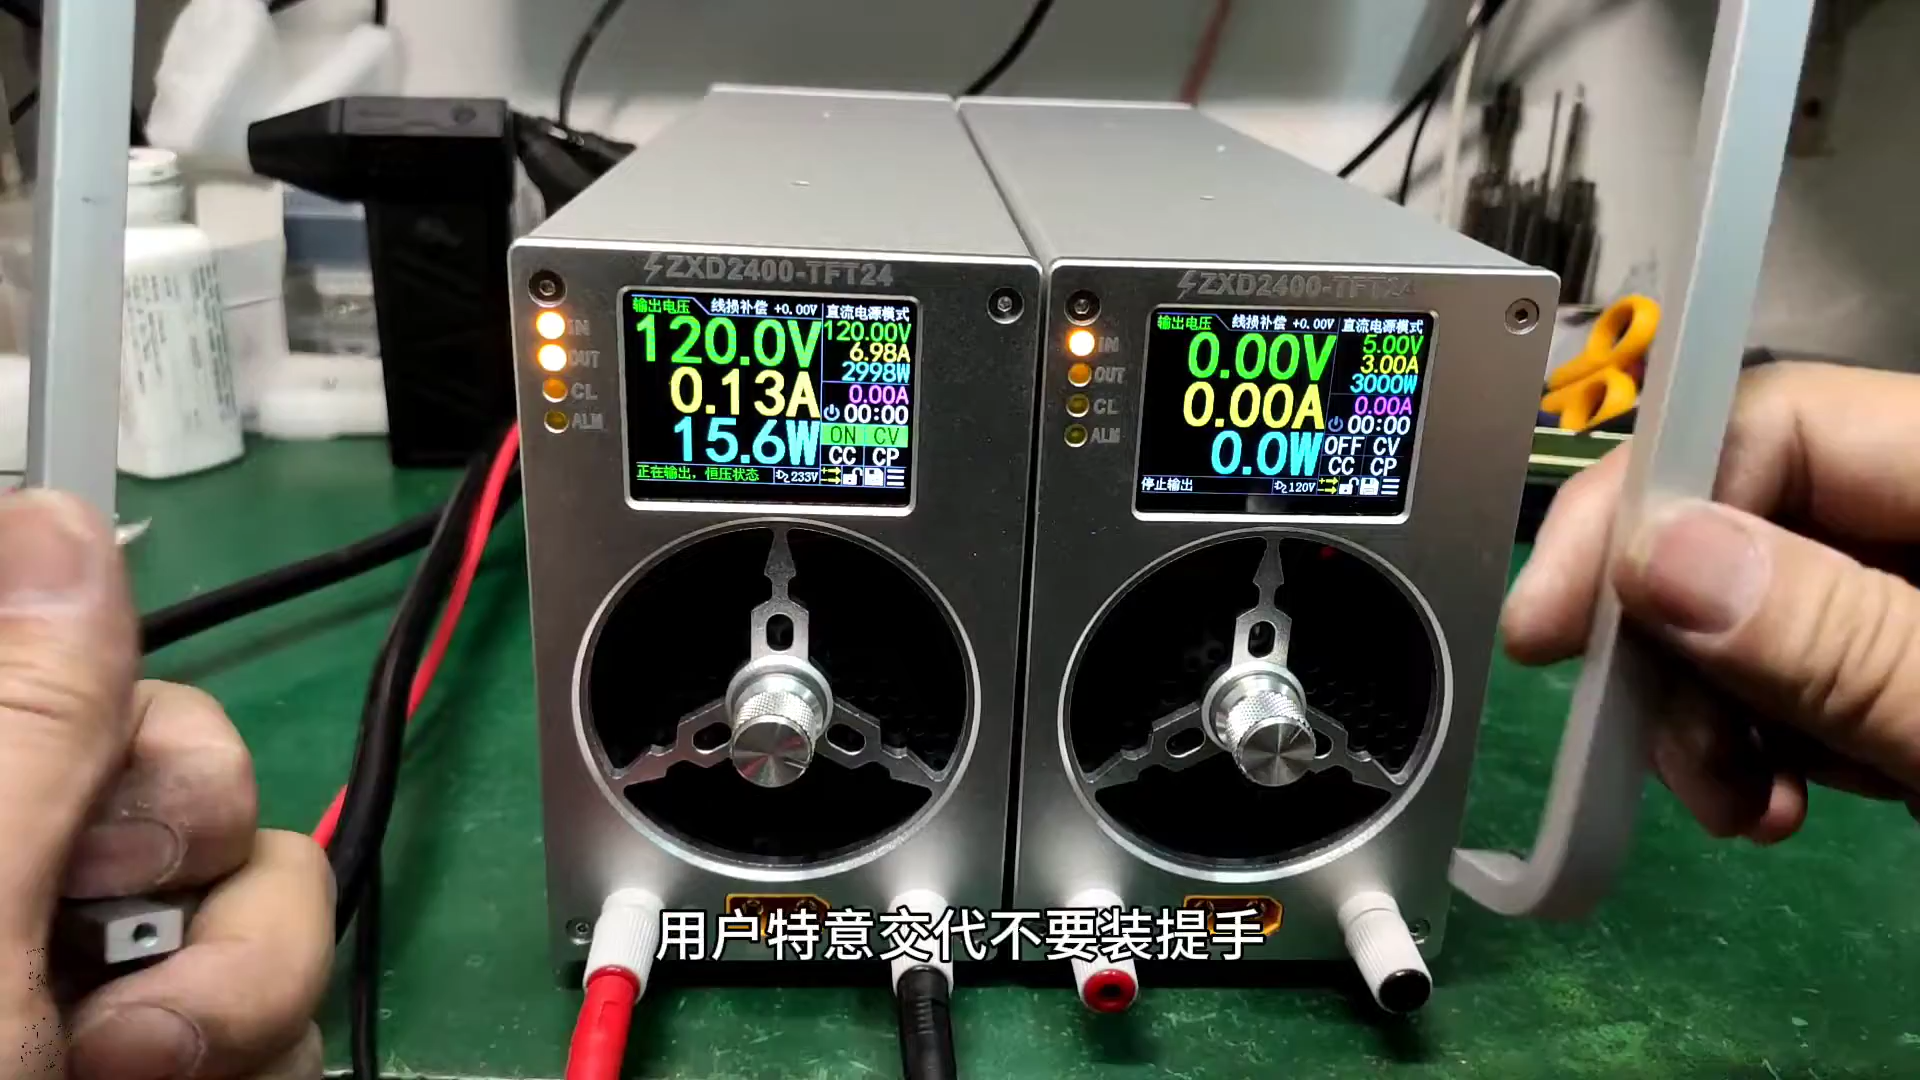 ZXD2400-TFT24
IN
OUT
CL
ALM
输出电压 线损补偿 +0.00V 直流电源模式
120.0V
0.13A
15.6W
120.00V
6.98A
2998W
0.00A
00:00
ON CV
CC CP
正在输出，恒压状态 233V
ZXD2400-TFT24
IN
OUT
CL
ALM
输出电压 线损补偿 +0.00V 直流电源模式
0.00V
0.00A
0.0W
5.00V
3.00A
3000W
0.00A
00:00
OFF CV
CC CP
停止输出 120V
用户特意交代不要装提手